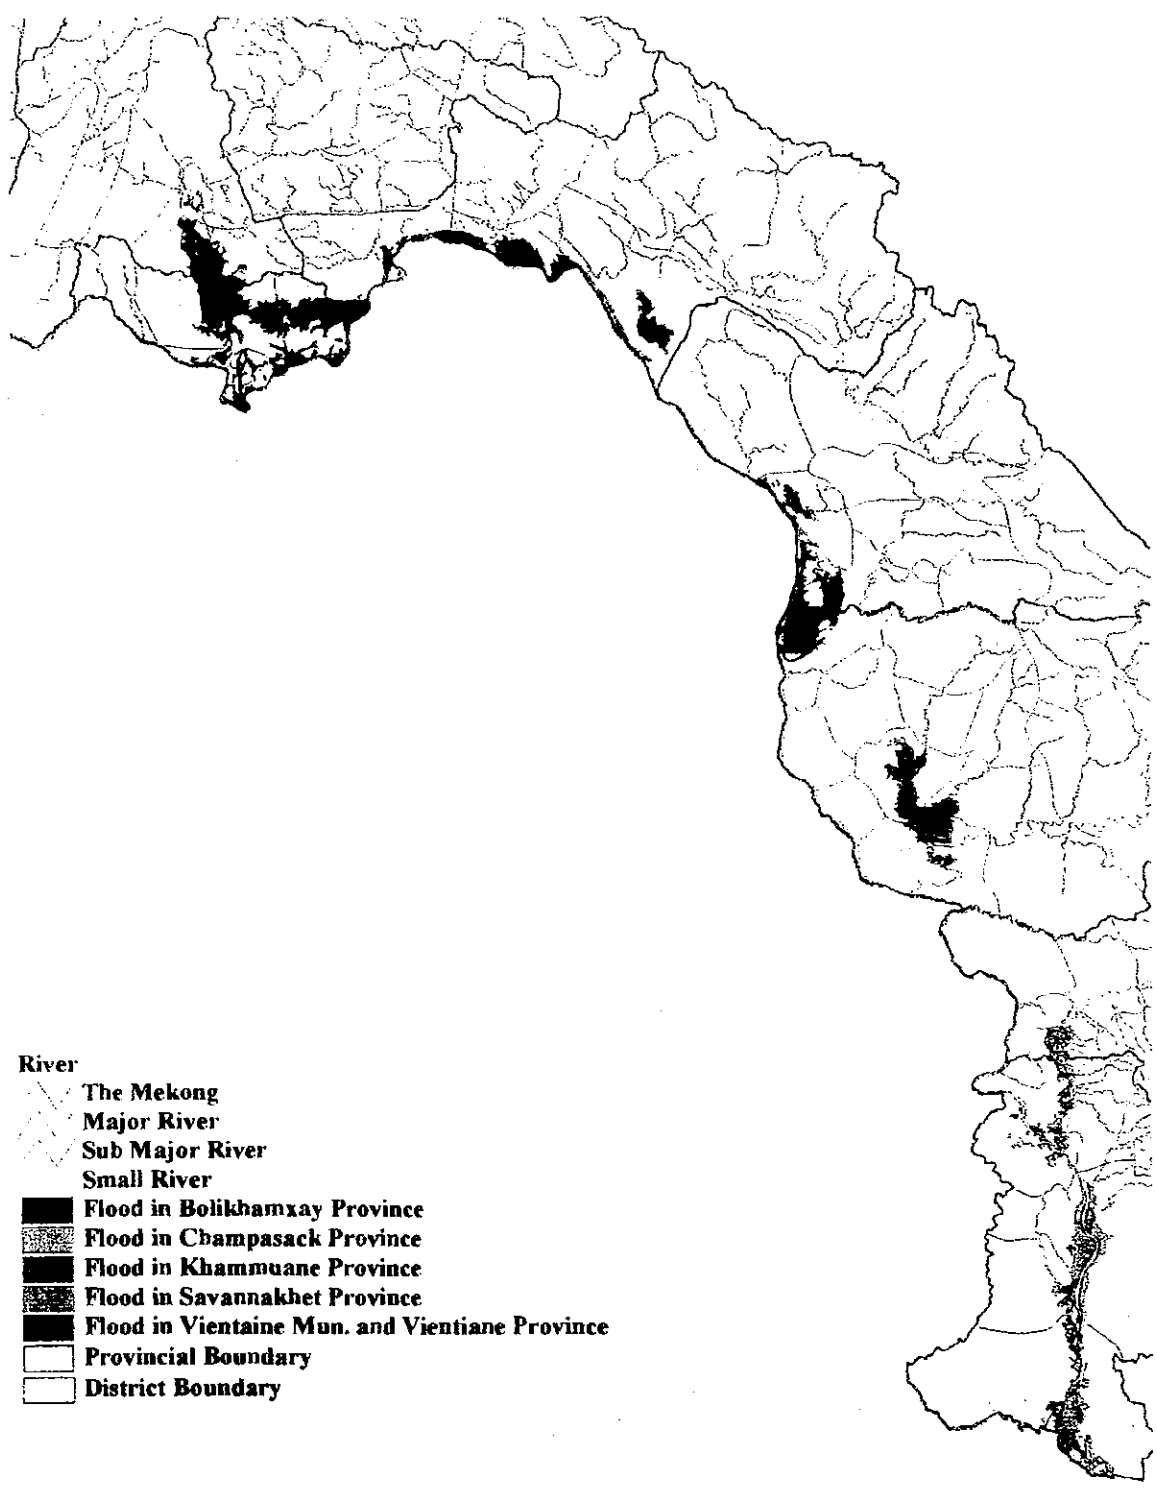 River
The Mekong
Major River
Sub Major River
Small River
Flood in Bolikhamxay Province
Flood in Champasack Province
Flood in Khammuane Province
Flood in Savannakhet Province
Flood in Vientaine Mun. and Vientiane Province
Provincial Boundary
District Boundary